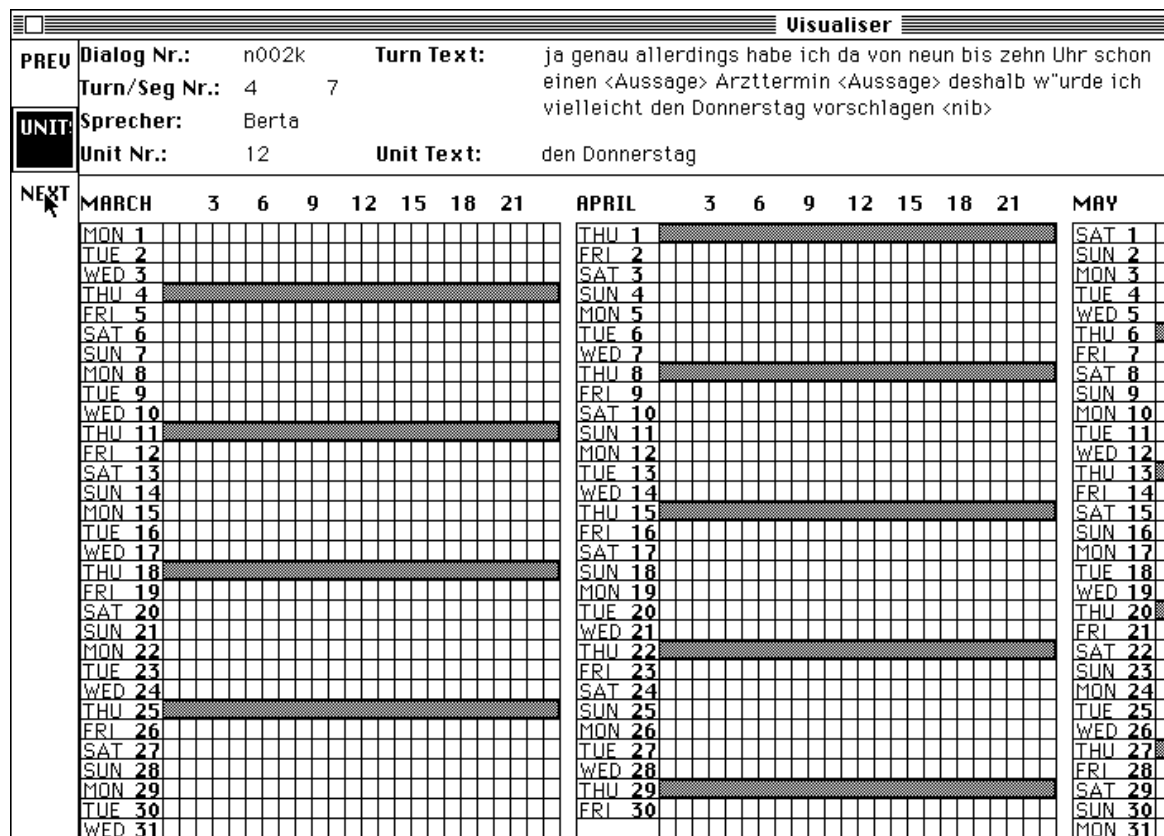 Visualiser
PREV
UNITS
NEXT
Dialog Nr.: n002k Turn Text: ja genau allerdings habe ich da von neun bis zehn Uhr schon
einen <Aussage> Arzttermin <Aussage> deshalb w"urde ich
vielleicht den Donnerstag vorschlagen <nib>
Turn/Seg Nr.: 4 7
Sprecher: Berta
Unit Nr.: 12 Unit Text: den Donnerstag
MARCH 3 6 9 12 15 18 21
MON 1
TUE 2
WED 3
THU 4
FRI 5
SAT 6
SUN 7
MON 8
TUE 9
WED 10
THU 11
FRI 12
SAT 13
SUN 14
MON 15
TUE 16
WED 17
THU 18
FRI 19
SAT 20
SUN 21
MON 22
TUE 23
WED 24
THU 25
FRI 26
SAT 27
SUN 28
MON 29
TUE 30
WED 31
APRIL 3 6 9 12 15 18 21
THU 1
FRI 2
SAT 3
SUN 4
MON 5
TUE 6
WED 7
THU 8
FRI 9
SAT 10
SUN 11
MON 12
TUE 13
WED 14
THU 15
FRI 16
SAT 17
SUN 18
MON 19
TUE 20
WED 21
THU 22
FRI 23
SAT 24
SUN 25
MON 26
TUE 27
WED 28
THU 29
FRI 30
MAY
SAT 1
SUN 2
MON 3
TUE 4
WED 5
THU 6
FRI 7
SAT 8
SUN 9
MON 10
TUE 11
WED 12
THU 13
FRI 14
SAT 15
SUN 16
MON 17
TUE 18
WED 19
THU 20
FRI 21
SAT 22
SUN 23
MON 24
TUE 25
WED 26
THU 27
FRI 28
SAT 29
SUN 30
MON 31